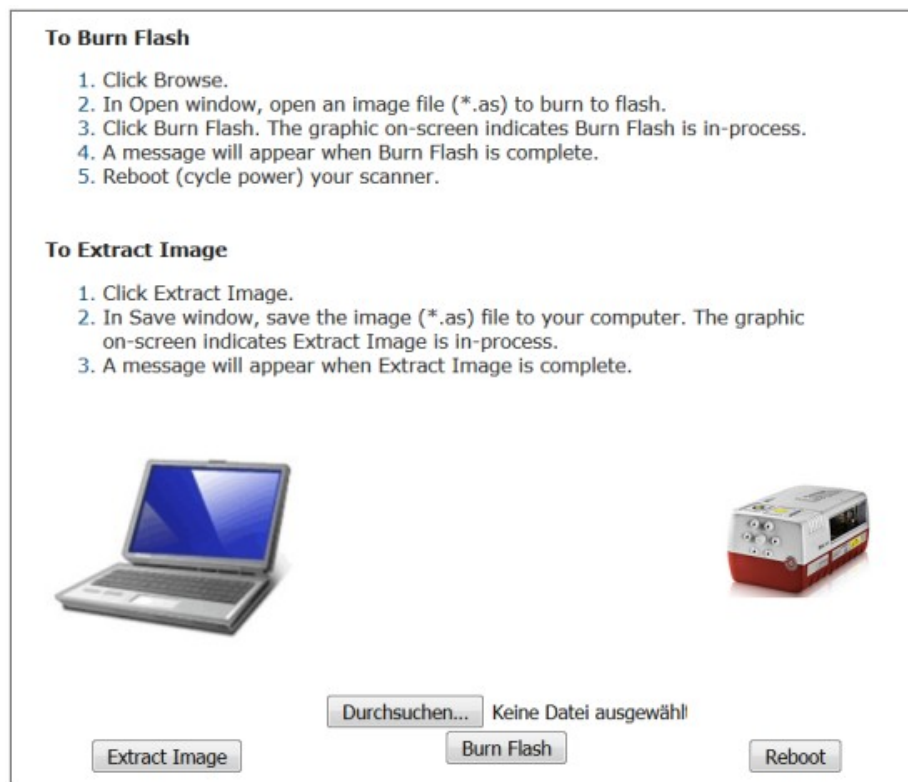 To Burn Flash
1. Click Browse.
2. In Open window, open an image file (*.as) to burn to flash.
3. Click Burn Flash. The graphic on-screen indicates Burn Flash is in-process.
4. A message will appear when Burn Flash is complete.
5. Reboot (cycle power) your scanner.
To Extract Image
1. Click Extract Image.
2. In Save window, save the image (*.as) file to your computer. The graphic
on-screen indicates Extract Image is in-process.
3. A message will appear when Extract Image is complete.
Durchsuchen... Keine Datei ausgewähl
Extract Image
Burn Flash
Reboot